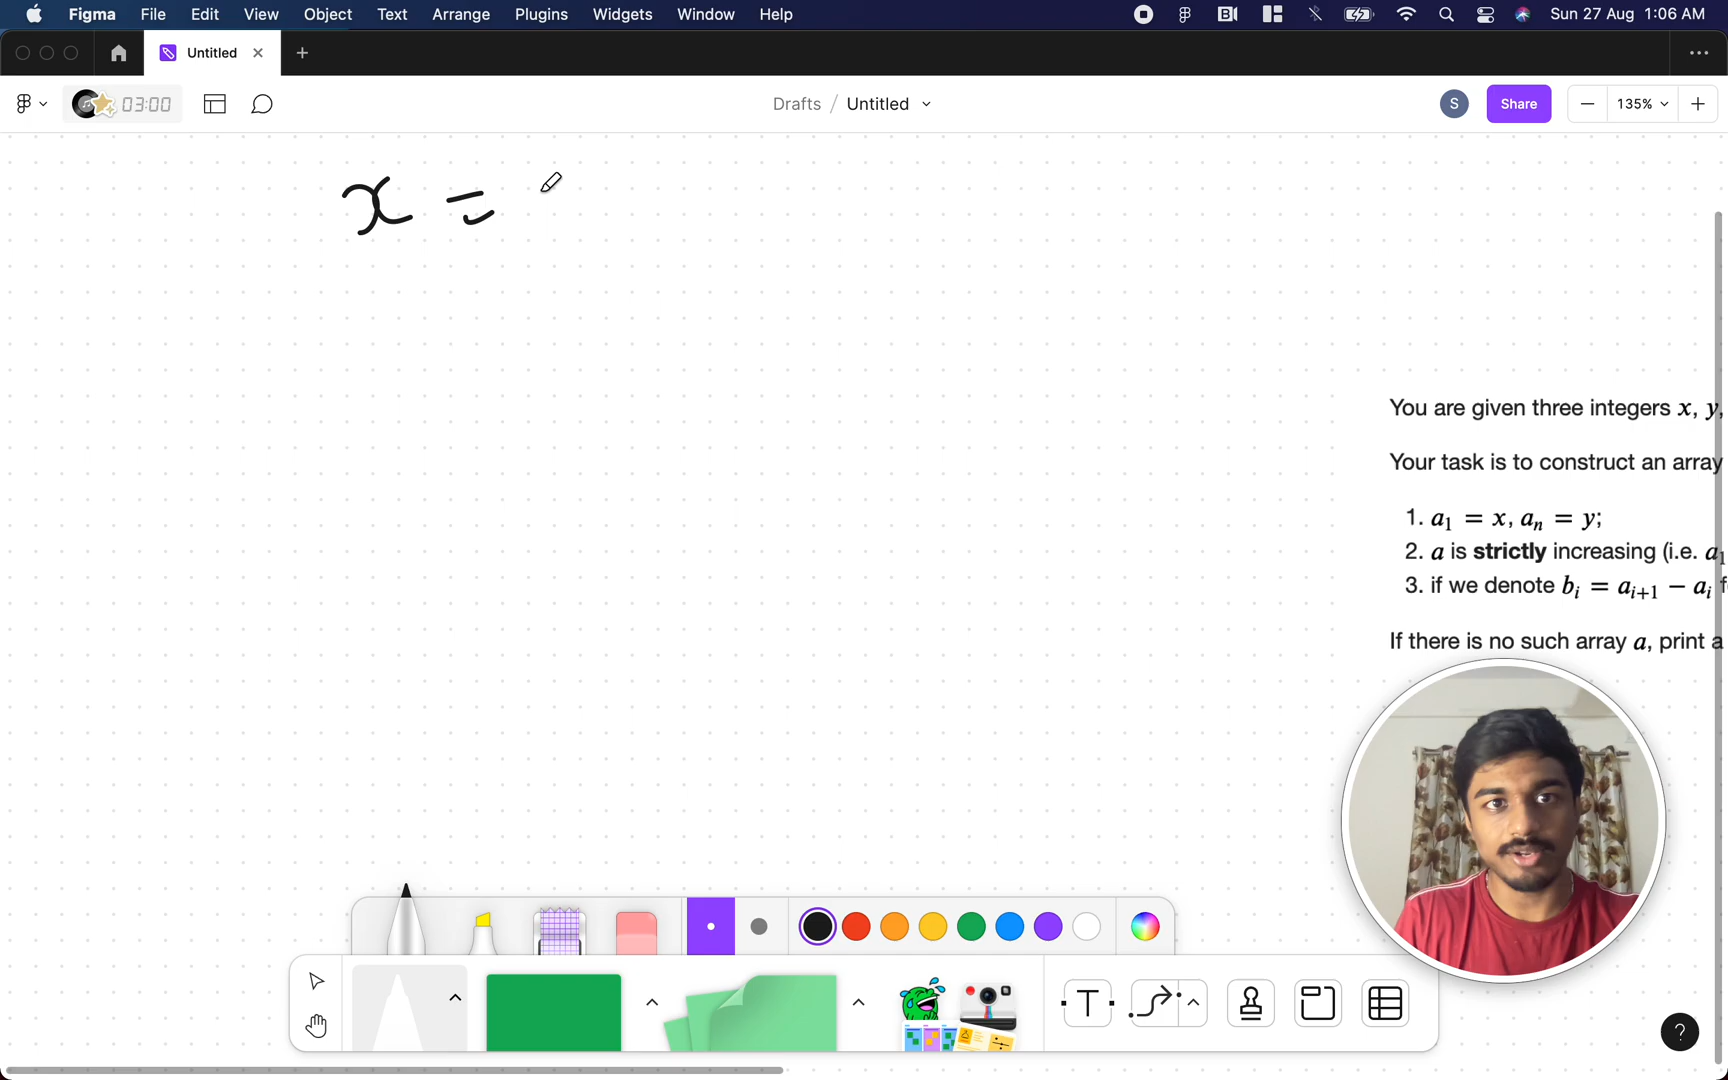 Figma File Edit View Object Text Arrange Plugins Widgets Window Help Sun 27 Aug 1:06 AM
Untitled
03:00 Drafts / Untitled S Share 135%
x =
You are given three integers x, y,
Your task is to construct an array
1. a1 = x, an = y;
2. a is strictly increasing (i.e. a1
3. if we denote bi = ai+1 − ai f
If there is no such array a, print a
T
?